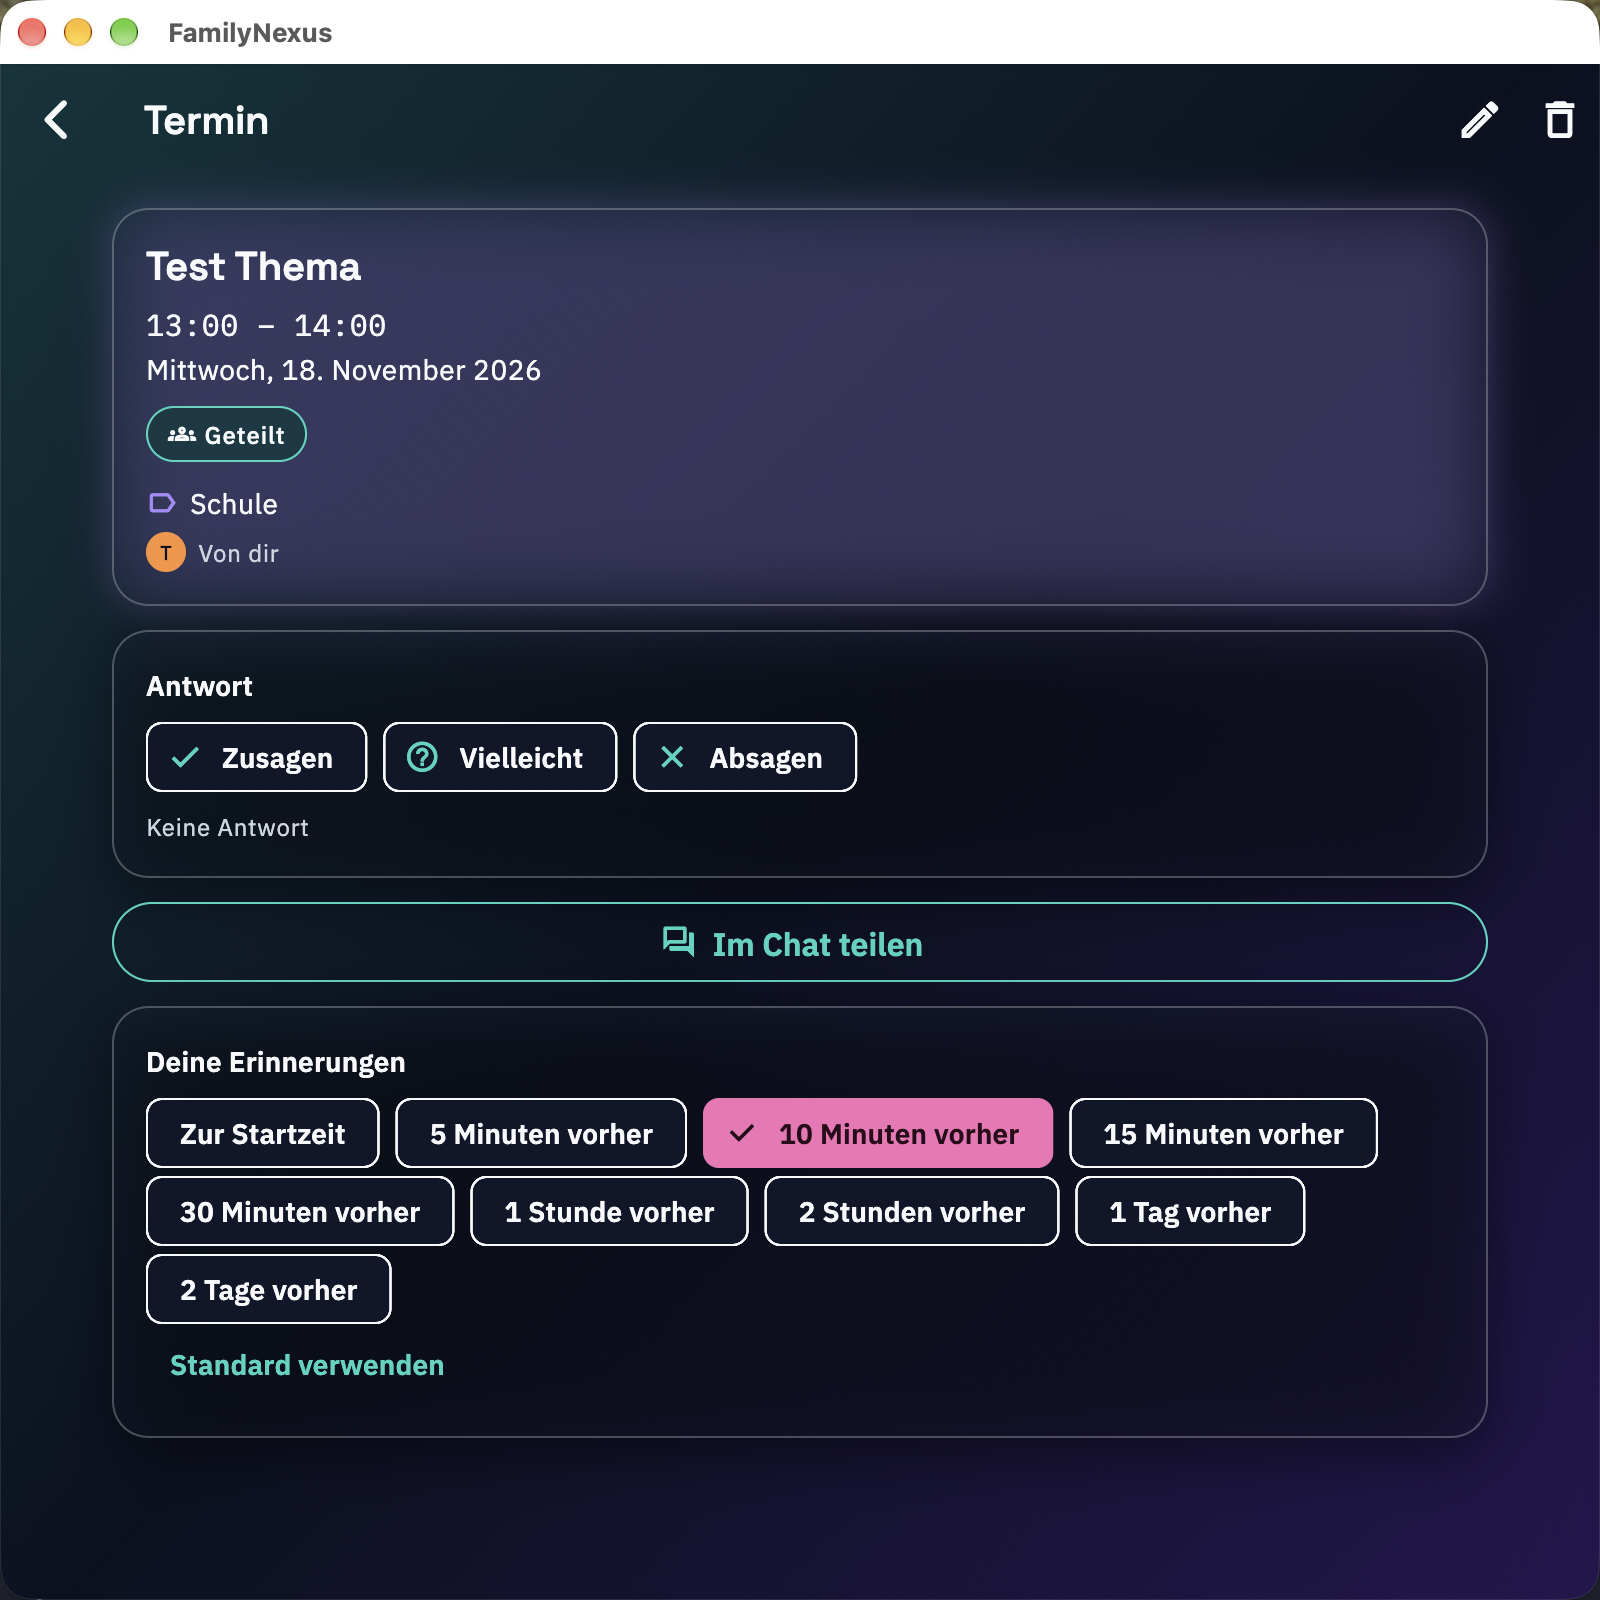 FamilyNexus
Termin
Test Thema
13:00 – 14:00
Mittwoch, 18. November 2026
Geteilt
Schule
T Von dir
Antwort
Zusagen Vielleicht Absagen
Keine Antwort
Im Chat teilen
Deine Erinnerungen
Zur Startzeit 5 Minuten vorher 10 Minuten vorher 15 Minuten vorher
30 Minuten vorher 1 Stunde vorher 2 Stunden vorher 1 Tag vorher
2 Tage vorher
Standard verwenden